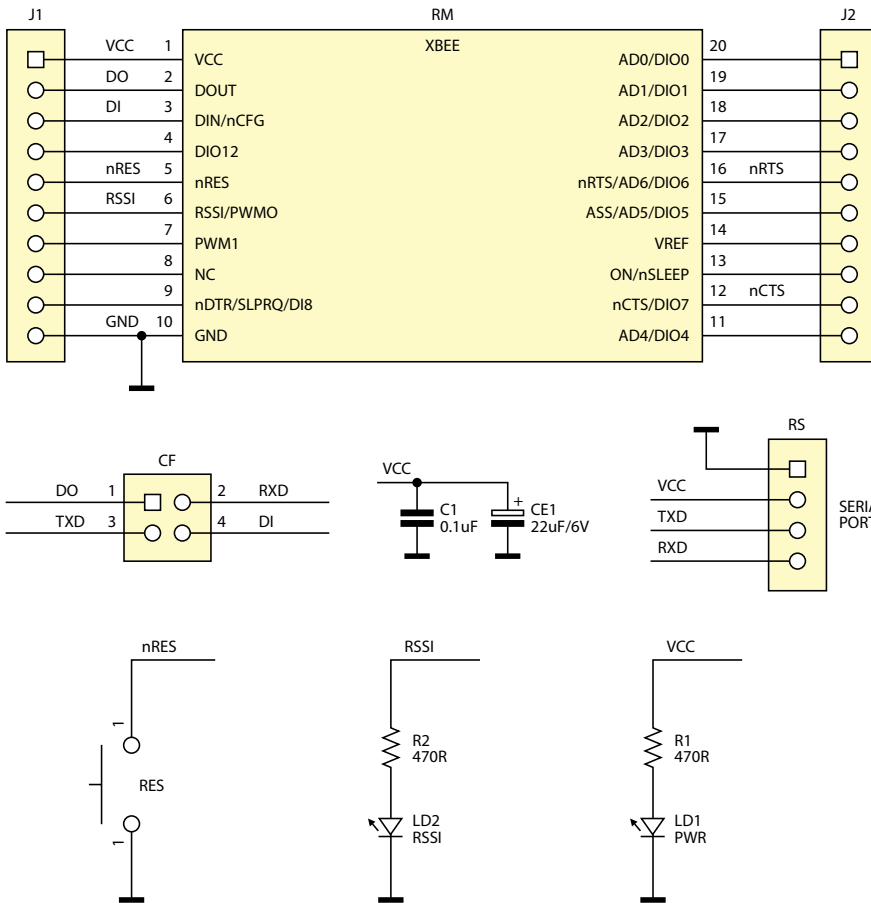 J1 RM J2
XBEE
VCC 1 VCC AD0/DIO0 20
DO 2 DOUT AD1/DIO1 19
DI 3 DIN/nCFG AD2/DIO2 18
4 DIO12 AD3/DIO3 17
nRES 5 nRES nRTS/AD6/DIO6 16 nRTS
RSSI 6 RSSI/PWMO ASS/AD5/DIO5 15
7 PWM1 VREF 14
8 NC ON/nSLEEP 13
9 nDTR/SLPRQ/DI8 nCTS/DIO7 12 nCTS
GND 10 GND AD4/DIO4 11
CF
DO 1 2 RXD
TXD 3 4 DI
VCC
C1
0.1uF
+
CE1
22uF/6V
RS
VCC
TXD
RXD
SERIA
PORT
nRES
1
RES
1
RSSI
R2
470R
LD2
RSSI
VCC
R1
470R
LD1
PWR